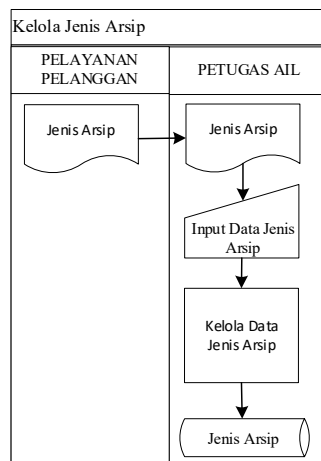 Kelola Jenis Arsip
PELAYANAN
PELANGGAN
PETUGAS AIL
Jenis Arsip
Jenis Arsip
Input Data Jenis
Arsip
Kelola Data
Jenis Arsip
Jenis Arsip